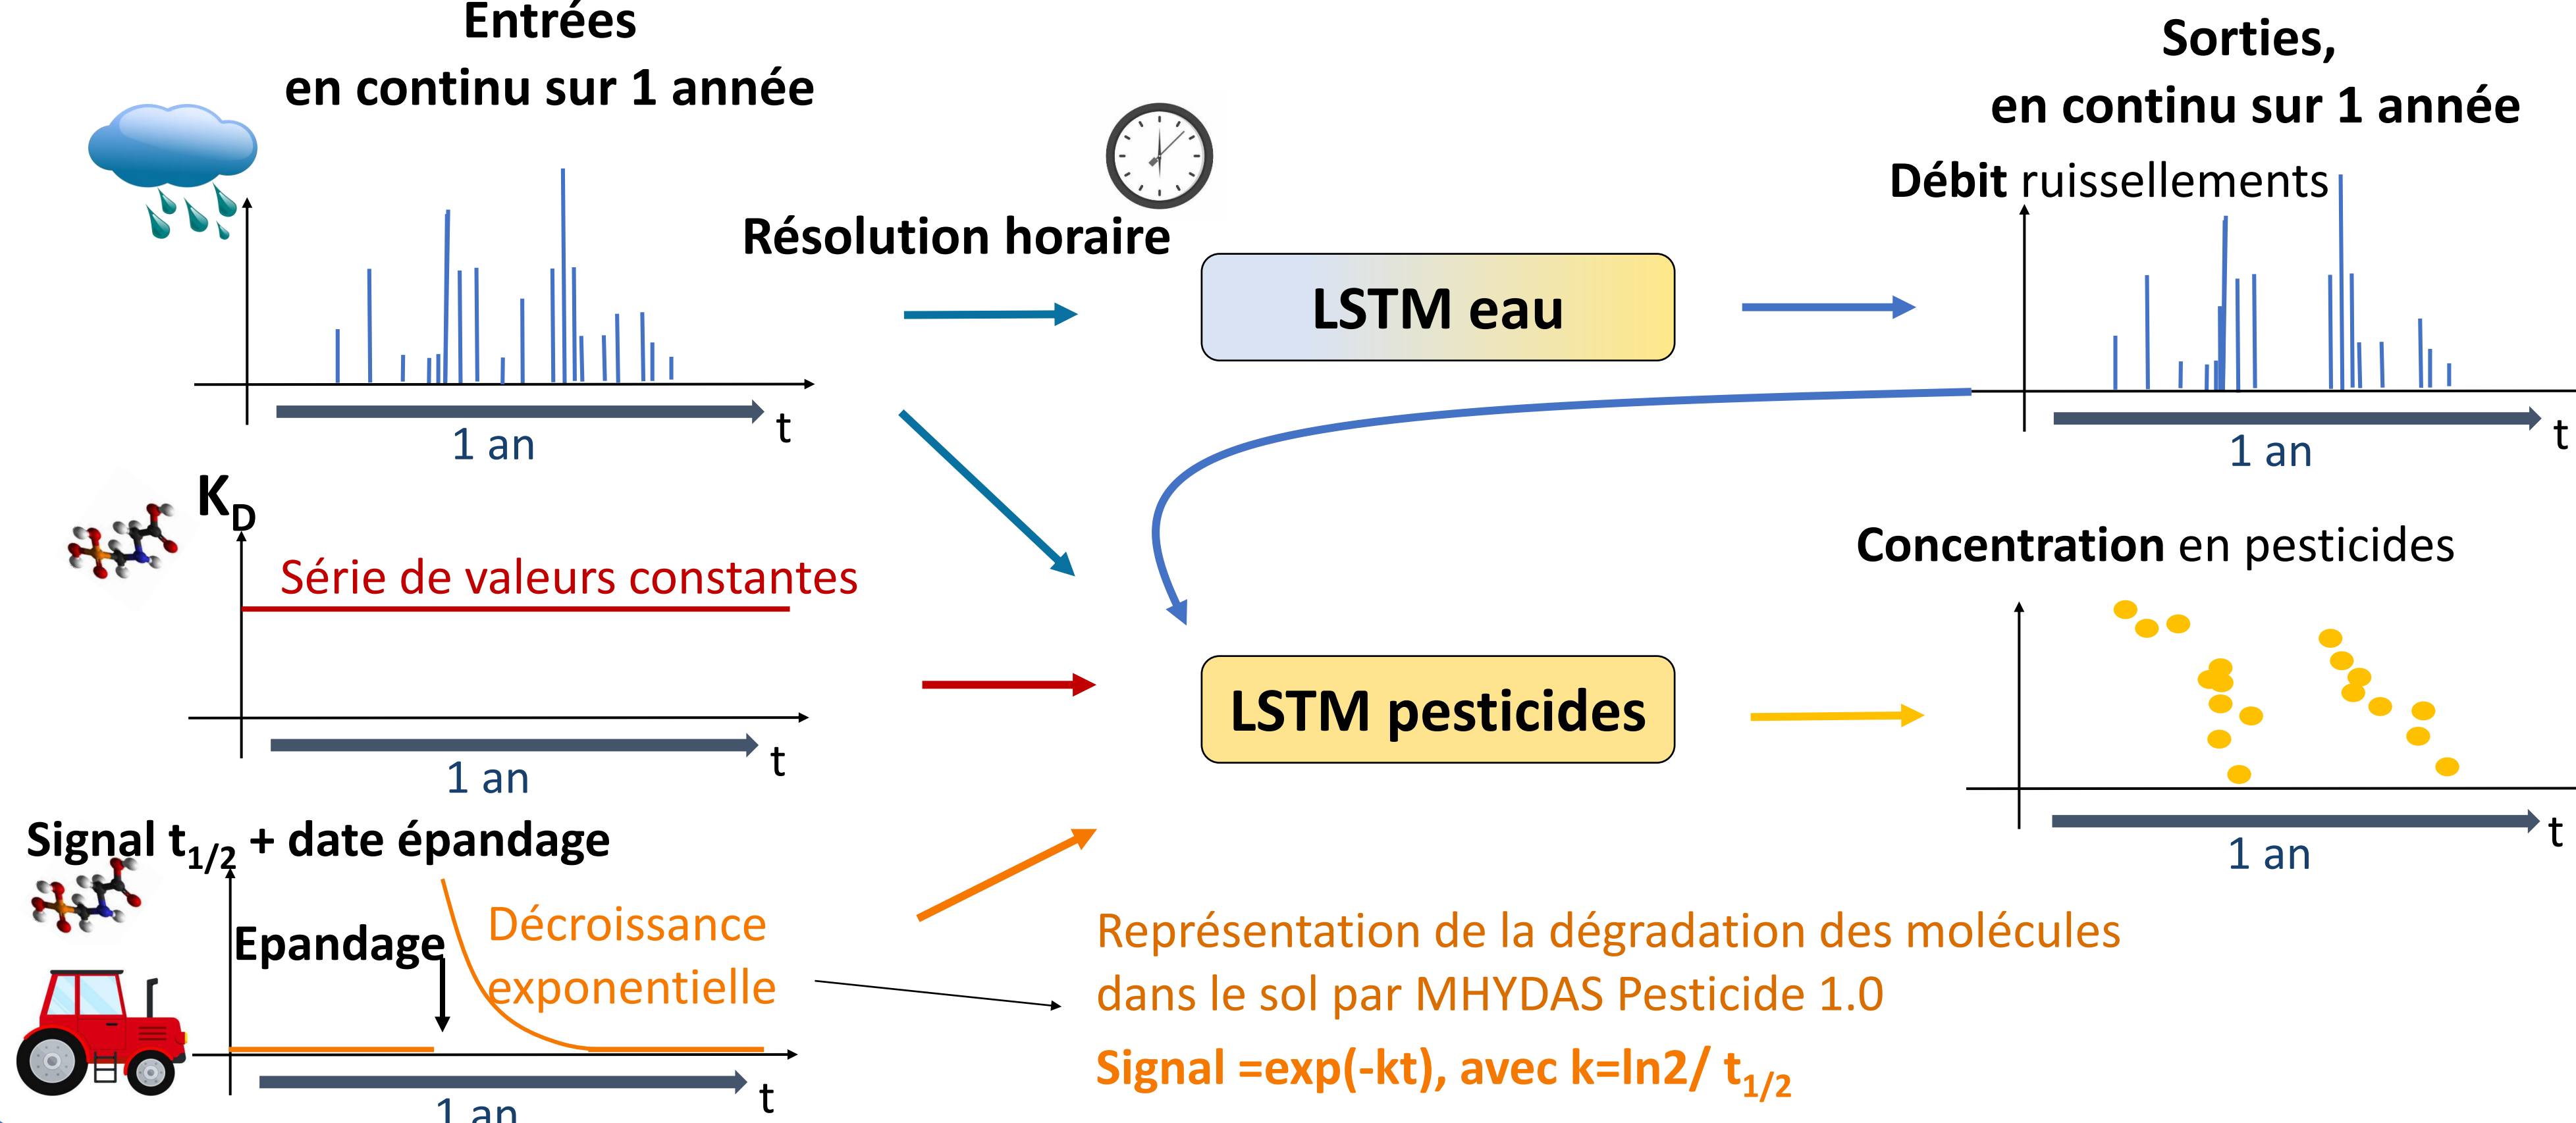 Entrées
en continu sur 1 année
Sorties,
en continu sur 1 année
Débit ruissellements
Résolution horaire
LSTM eau
t
1 an
t
1 an
KD
Série de valeurs constantes
Concentration en pesticides
LSTM pesticides
t
1 an
t
1 an
Signal t1/2 + date épandage
Epandage
Décroissance
exponentielle
Représentation de la dégradation des molécules
dans le sol par MHYDAS Pesticide 1.0
Signal =exp(-kt), avec k=ln2/ t1/2
t
1 an